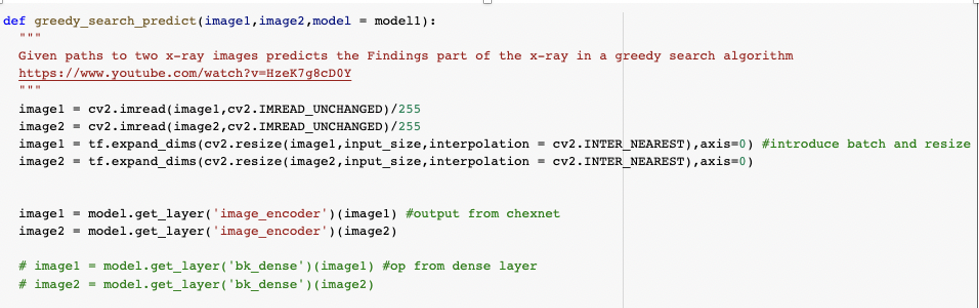 def greedy_search_predict(image1,image2,model = model1):
"""
Given paths to two x-ray images predicts the Findings part of the x-ray in a greedy search algorithm
https://www.youtube.com/watch?v=HzeK7g8cD0Y
"""
image1 = cv2.imread(image1,cv2.IMREAD_UNCHANGED)/255
image2 = cv2.imread(image2,cv2.IMREAD_UNCHANGED)/255
image1 = tf.expand_dims(cv2.resize(image1,input_size,interpolation = cv2.INTER_NEAREST),axis=0) #introduce batch and resize
image2 = tf.expand_dims(cv2.resize(image2,input_size,interpolation = cv2.INTER_NEAREST),axis=0)
image1 = model.get_layer('image_encoder')(image1) #output from chexnet
image2 = model.get_layer('image_encoder')(image2)
# image1 = model.get_layer('bk_dense')(image1) #op from dense layer
# image2 = model.get_layer('bk_dense')(image2)